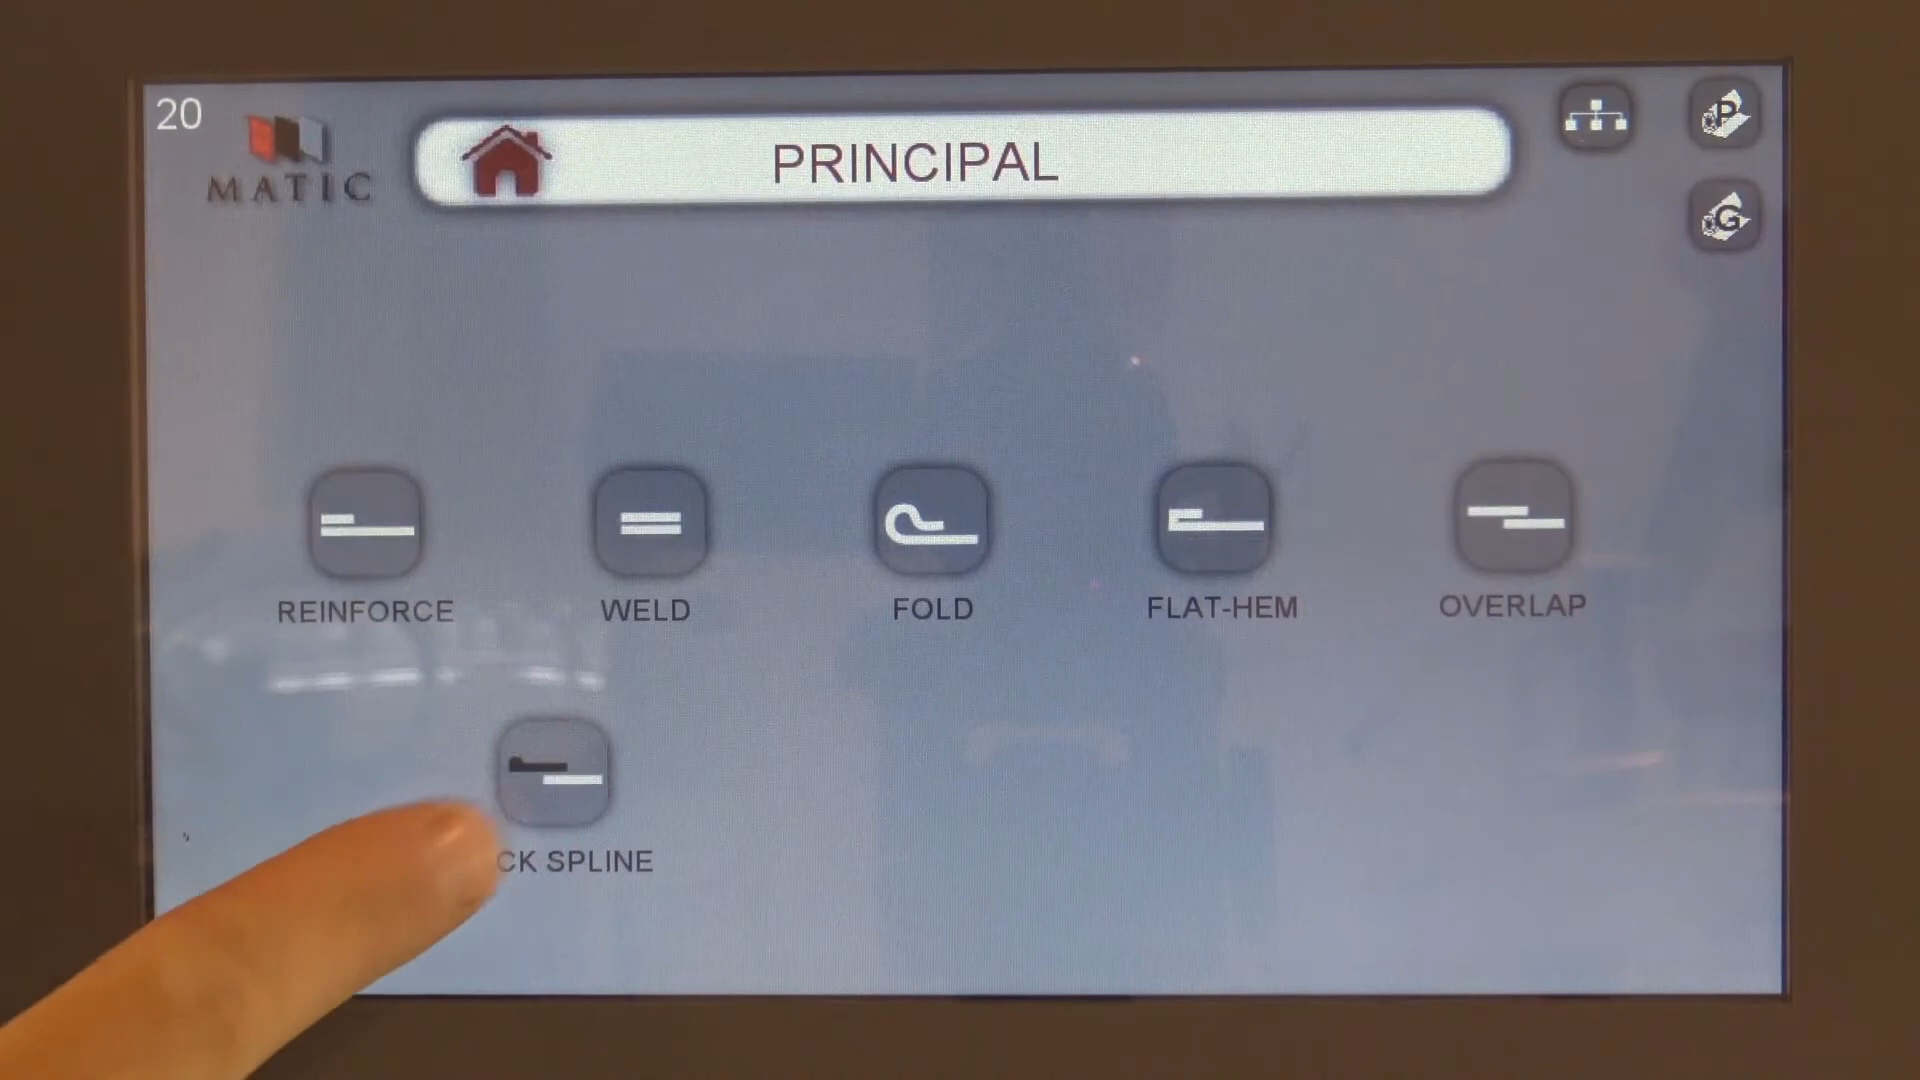 20
MATIC
PRINCIPAL
P
G
REINFORCE
WELD
FOLD
FLAT-HEM
OVERLAP
CK SPLINE